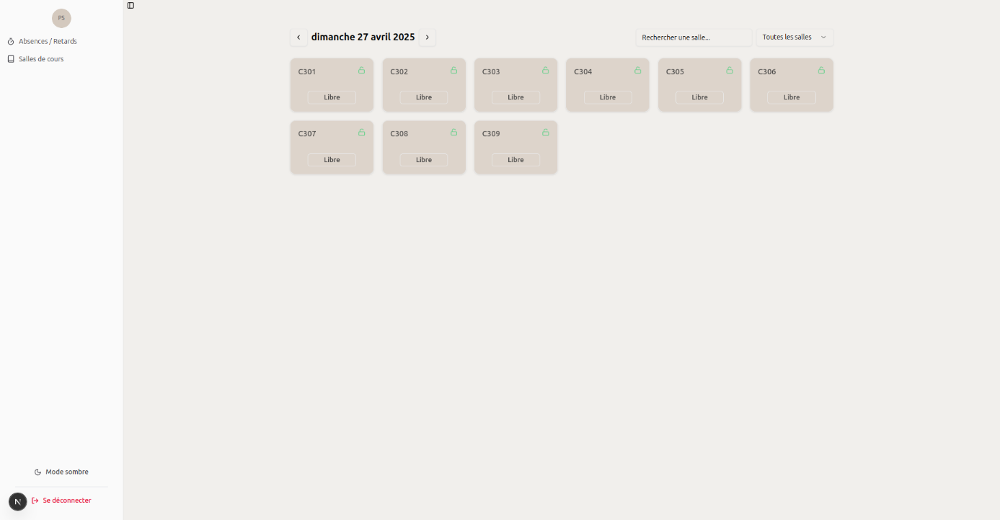 PS
Absences / Retards
Salles de cours
dimanche 27 avril 2025
Rechercher une salle...
Toutes les salles
C301
Libre
C302
Libre
C303
Libre
C304
Libre
C305
Libre
C306
Libre
C307
Libre
C308
Libre
C309
Libre
Mode sombre
N
Se déconnecter